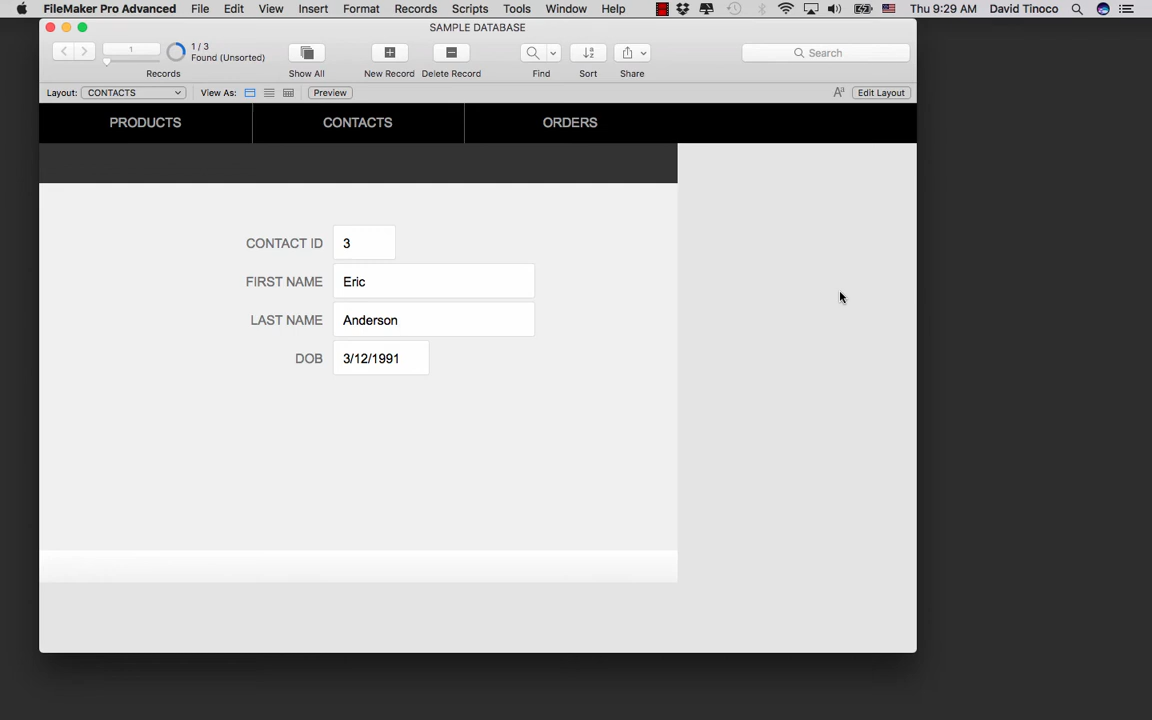 FileMaker Pro Advanced File Edit View Insert Format Records Scripts Tools Window Help Thu 9:29 AM David Tinoco
SAMPLE DATABASE
1
1 / 3
Found (Unsorted)
Search
Records Show All New Record Delete Record Find Sort Share
Layout: CONTACTS View As: Preview Aa Edit Layout
PRODUCTS CONTACTS ORDERS
CONTACT ID 3
FIRST NAME Eric
LAST NAME Anderson
DOB 3/12/1991